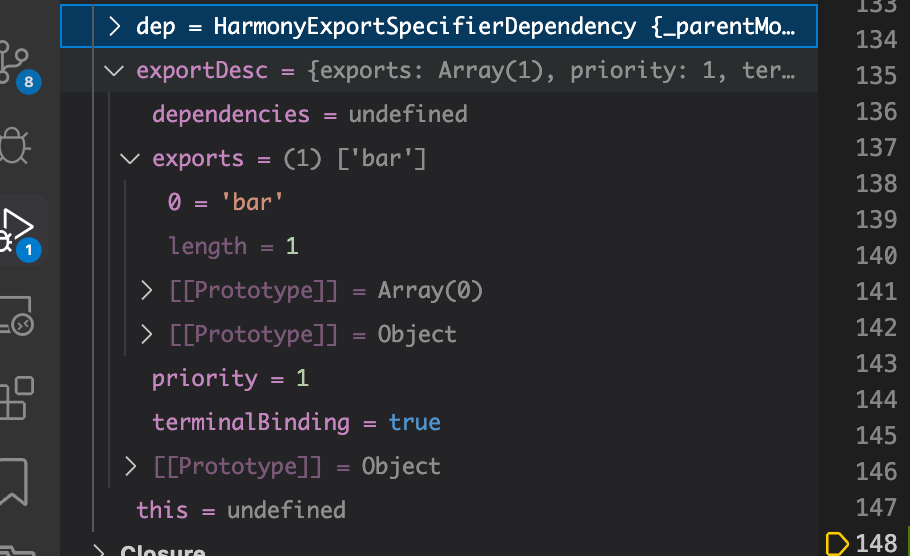 dep = HarmonyExportSpecifierDependency {_parentMo…
exportDesc = {exports: Array(1), priority: 1, ter…
dependencies = undefined
exports = (1) ['bar']
0 = 'bar'
length = 1
[[Prototype]] = Array(0)
[[Prototype]] = Object
priority = 1
terminalBinding = true
[[Prototype]] = Object
this = undefined
Closure
8
1
133
134
135
136
137
138
139
140
141
142
143
144
145
146
147
148